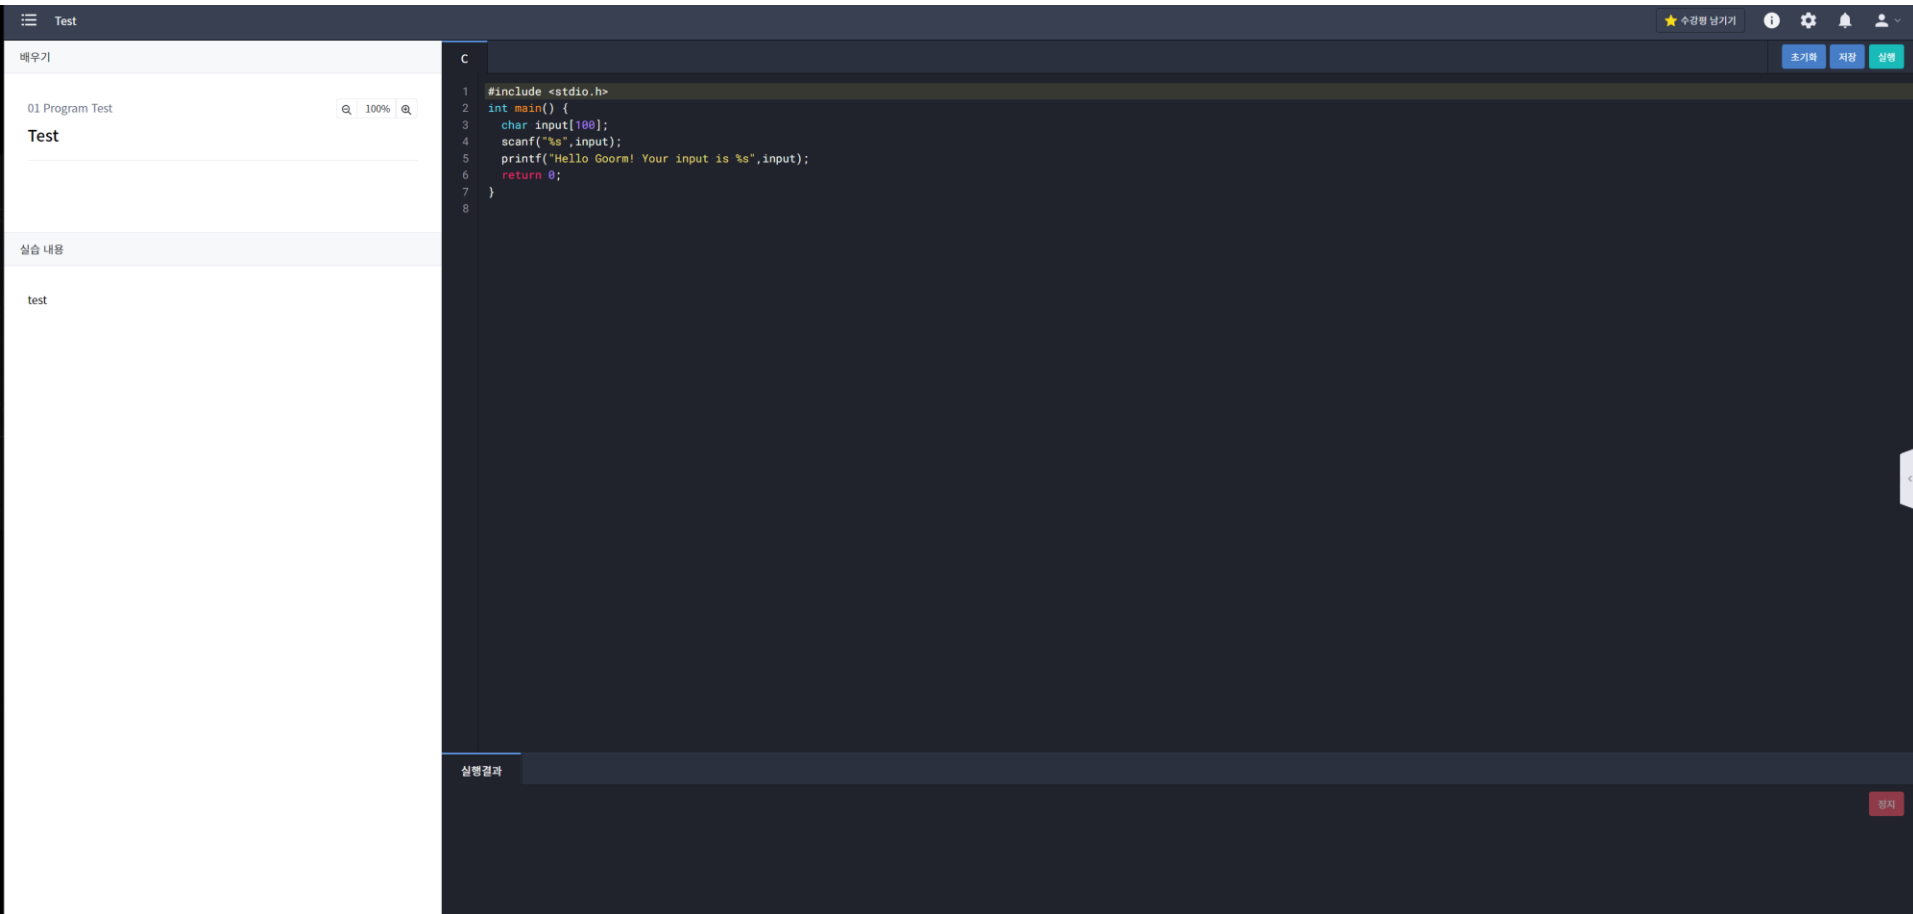 Test
수강평 남기기
배우기
01 Program Test
100%
Test
실습 내용
test
C
초기화 저장 실행
1 #include <stdio.h>
2 int main() {
3 char input[100];
4 scanf("%s",input);
5 printf("Hello Goorm! Your input is %s",input);
6 return 0;
7 }
8
실행결과
정지